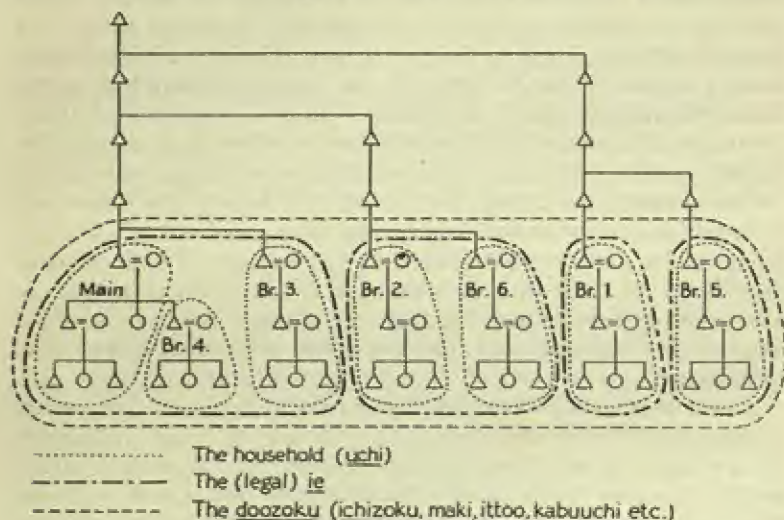 Main
Br. 3.
Br. 2.
Br. 6.
Br. 1.
Br. 5.
Br. 4.
The household (uchi)
The (legal) ie
The doozoku (ichizoku, maki, ittoo, kabuuchi etc.)